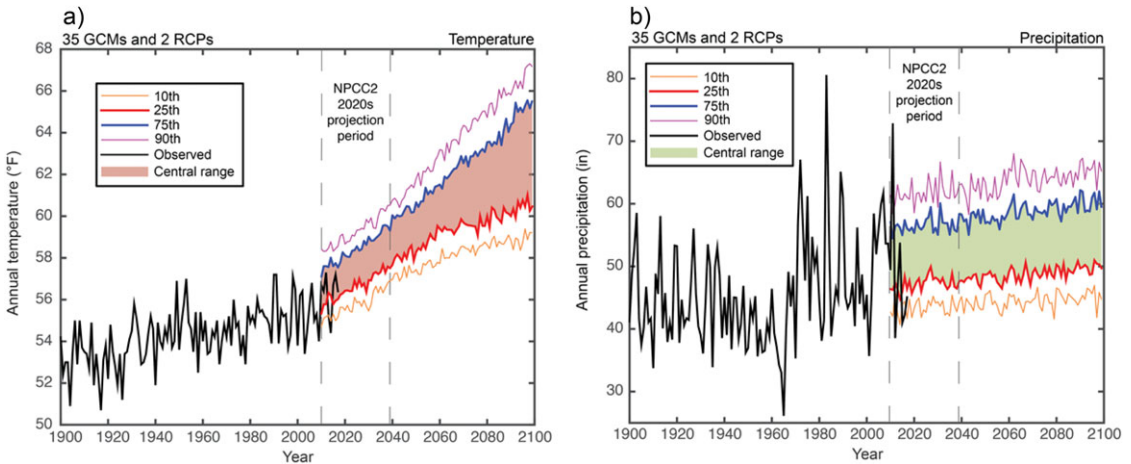 a)
35 GCMs and 2 RCPs
Temperature
68
66
64
62
60
58
56
54
52
50
Annual temperature (°F)
10th
25th
75th
90th
Observed
Central range
NPCC2
2020s
projection
period
1900 1920 1940 1960 1980 2000 2020 2040 2060 2080 2100
Year
b)
35 GCMs and 2 RCPs
Precipitation
80
70
60
50
40
30
Annual precipitation (in)
10th
25th
75th
90th
Observed
Central range
NPCC2
2020s
projection
period
1900 1920 1940 1960 1980 2000 2020 2040 2060 2080 2100
Year